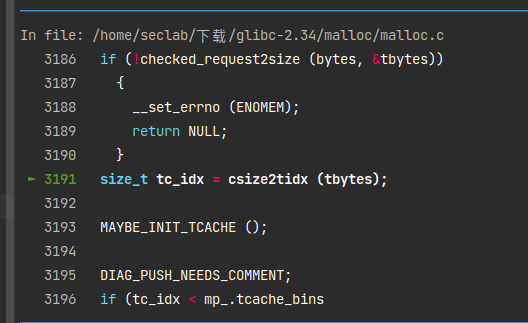 In file: /home/seclab/下载/glibc-2.34/malloc/malloc.c
3186 if (!checked_request2size (bytes, &tbytes))
3187 {
3188 __set_errno (ENOMEM);
3189 return NULL;
3190 }
► 3191 size_t tc_idx = csize2tidx (tbytes);
3192
3193 MAYBE_INIT_TCACHE ();
3194
3195 DIAG_PUSH_NEEDS_COMMENT;
3196 if (tc_idx < mp_.tcache_bins